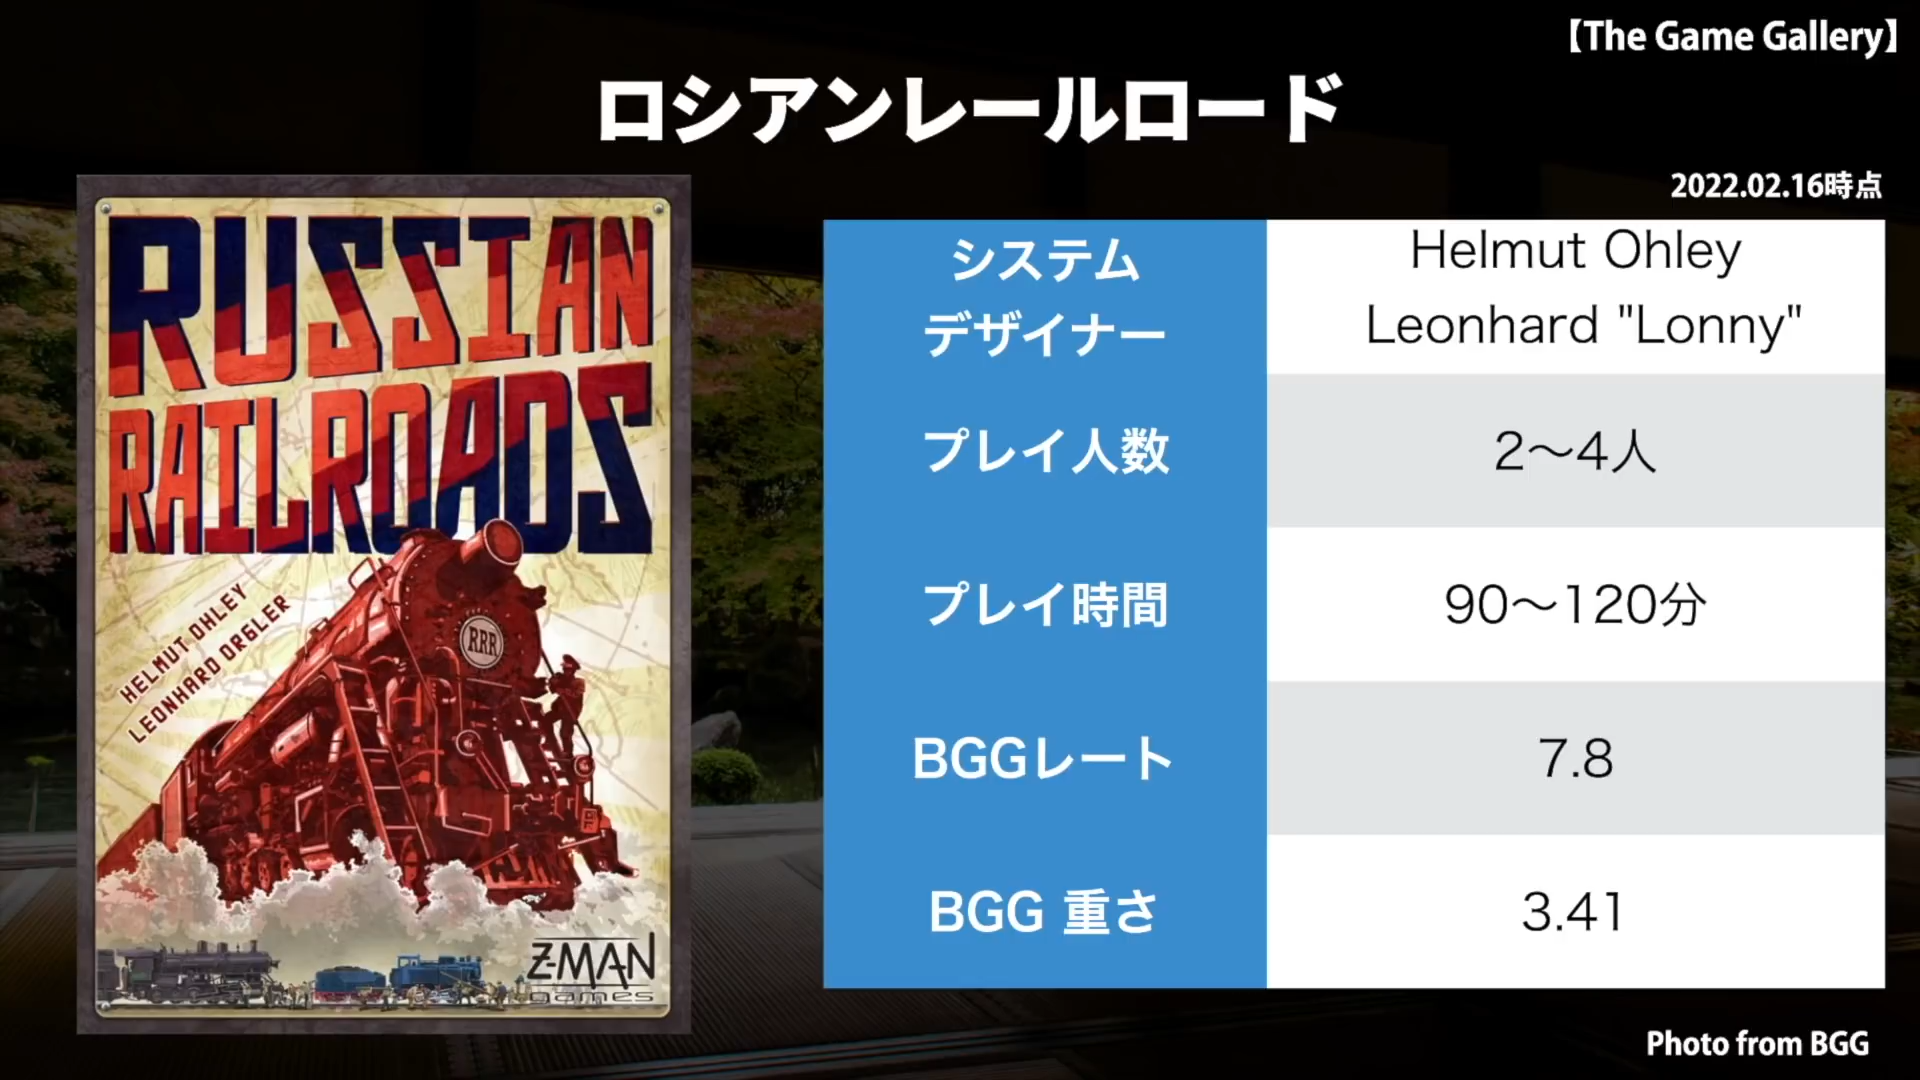 【The Game Gallery】
ロシアンレールロード
2022.02.16時点
RUSSIAN
RAILROADS
HELMUT OHLEY
LEONHARD ORGLER
RRR
Z-MAN
games
システム
デザイナー
Helmut Ohley
Leonhard "Lonny"
プレイ人数
2〜4人
プレイ時間
90〜120分
BGGレート
7.8
BGG 重さ
3.41
Photo from BGG